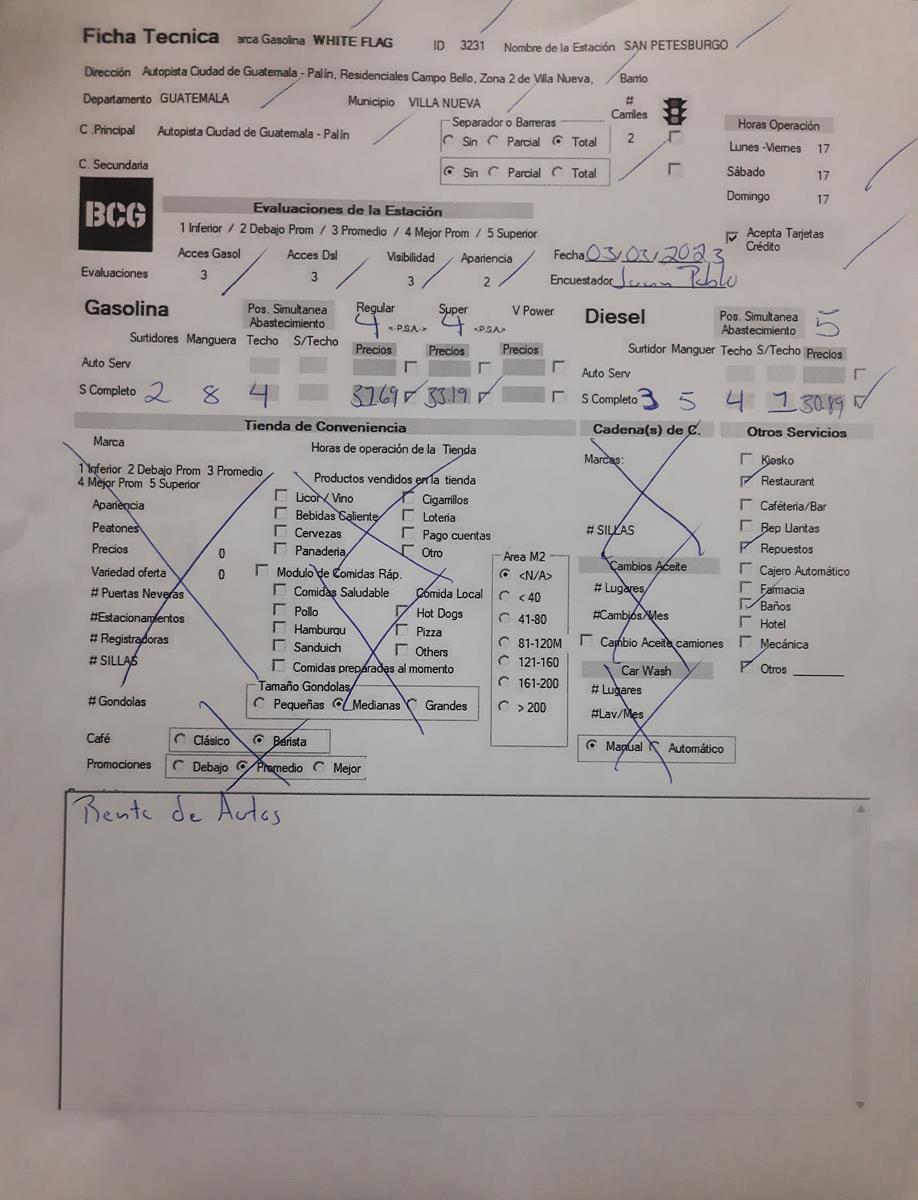 Ficha Tecnica arca Gasolina WHITE FLAG ID 3231 Nombre de la Estación SAN PETESBURGO
Dirección Autopista Ciudad de Guatemala - Palín, Residenciales Campo Bello, Zona 2 de Villa Nueva, Barrio
Departamento GUATEMALA Municipio VILLA NUEVA # Carriles
C .Principal Autopista Ciudad de Guatemala - Palín Separador o Barreras Sin Parcial Total 2 Horas Operación
Lunes -Viernes 17
C. Secundaria Sin Parcial Total Sábado 17
Domingo 17
BCG Evaluaciones de la Estación
1 Inferior / 2 Debajo Prom / 3 Promedio / 4 Mejor Prom / 5 Superior Acepta Tarjetas Crédito
Acces Gasol Acces Dsl Visibilidad Apariencia Fecha 03/03/2023
Evaluaciones 3 3 3 2 Encuestador Juan Pablo
Gasolina Pos. Simultanea Abastecimiento Regular 4 <-P.S.A.-> Super 4 <P.S.A> V Power Diesel Pos. Simultanea Abastecimiento 5
Surtidores Manguera Techo S/Techo Precios Precios Precios Surtidor Manguer Techo S/Techo Precios
Auto Serv Auto Serv
S Completo 2 8 4 33.19 S Completo 3 5 4 1 30.89
Tienda de Conveniencia Cadena(s) de C. Otros Servicios
Marca Horas de operación de la Tienda Marcas: Kiosko
1 Inferior 2 Debajo Prom 3 Promedio Productos vendidos en la tienda Restaurant
4 Mejor Prom 5 Superior
Apariencia Licor / Vino Cigarrillos Caféteria/Bar
Peatones Bebidas Caliente Loteria # SILLAS Rep Llantas
Cervezas Pago cuentas
Precios 0 Panaderia Otro Area M2 Repuestos
Variedad oferta 0 Modulo de Comidas Ráp. <N/A> Cambios Aceite Cajero Automático
# Puertas Neveras Comidas Saludable Comida Local < 40 # Lugares Farmacia
#Estacionamientos Pollo Hot Dogs 41-80 #Cambios/Mes Baños
# Registradoras Hamburqu Pizza 81-120M Cambio Aceite camiones Hotel
Sanduich Others Mecánica
# SILLAS Comidas preparadas al momento 121-160 Car Wash Otros
# Gondolas Tamaño Gondolas Pequeñas Medianas Grandes 161-200 # Lugares
> 200 #Lav/Mes
Café Clásico Barista Manual Automático
Promociones Debajo Promedio Mejor
Renta de Autos